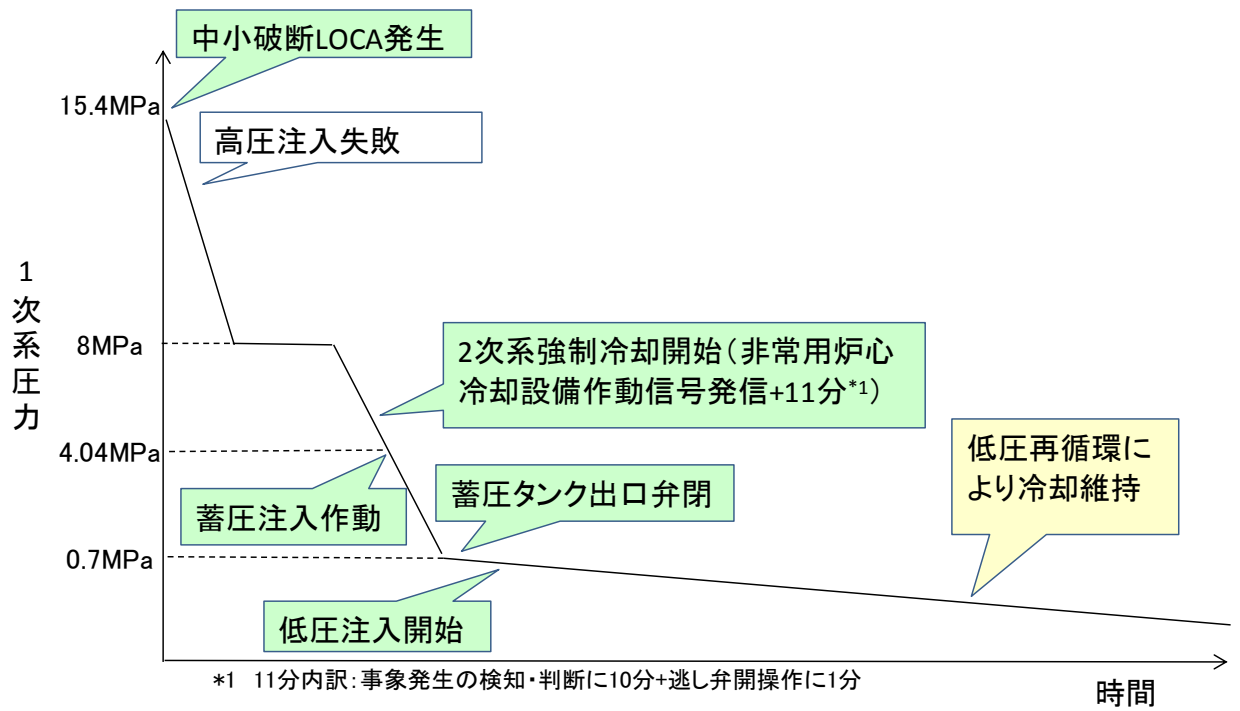 中小破断LOCA発生
15.4MPa
高圧注入失敗
1
次
系
圧
力
8MPa
2次系強制冷却開始（非常用炉心
冷却設備作動信号発信+11分*1）
4.04MPa
低圧再循環に
より冷却維持
蓄圧タンク出口弁閉
蓄圧注入作動
0.7MPa
低圧注入開始
*1 11分内訳：事象発生の検知・判断に10分+逃し弁開操作に1分
時間